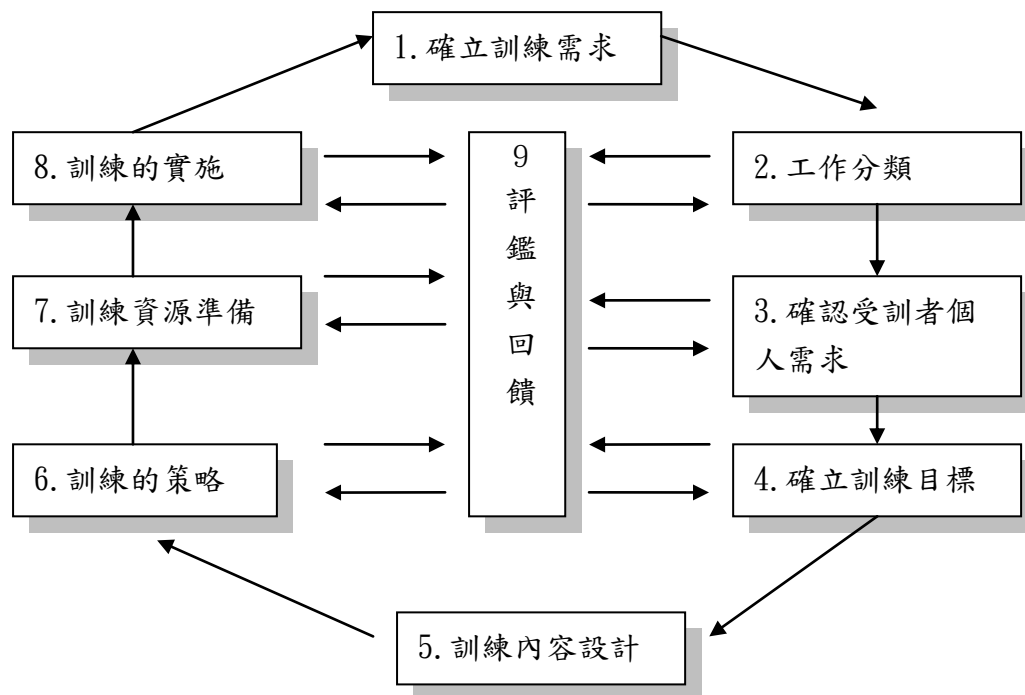 1.確立訓練需求
8.訓練的實施
9
評
鑑
與
回
饋
2.工作分類
7.訓練資源準備
3.確認受訓者個
人需求
6.訓練的策略
4.確立訓練目標
5.訓練內容設計